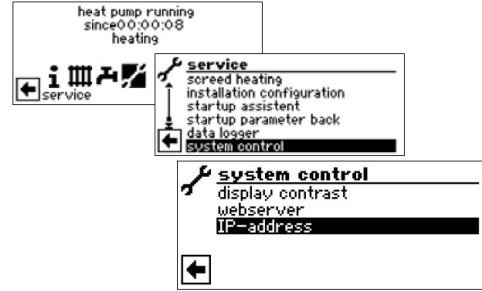 heat pump running
since00:00:08
heating
service
service
screed heating
installation configuration
startup assistent
startup parameter back
data logger
system control
system control
display contrast
webserver
IP-address